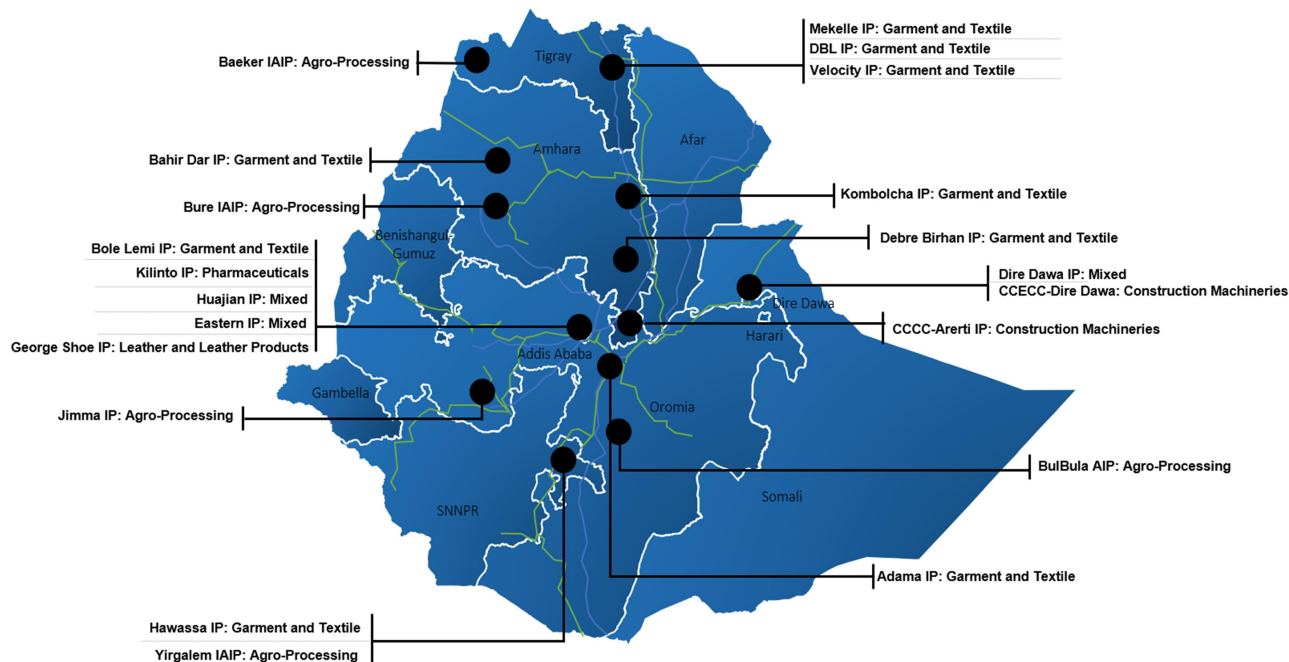 Mekelle IP: Garment and Textile
DBL IP: Garment and Textile
Velocity IP: Garment and Textile
Baeker IAIP: Agro-Processing
Tigray
Afar
Amhara
Bahir Dar IP: Garment and Textile
Kombolcha IP: Garment and Textile
Bure IAIP: Agro-Processing
Benishangul-
Gumuz
Debre Birhan IP: Garment and Textile
Bole Lemi IP: Garment and Textile
Kilinto IP: Pharmaceuticals
Huajian IP: Mixed
Eastern IP: Mixed
George Shoe IP: Leather and Leather Products
Dire Dawa IP: Mixed
CCECC-Dire Dawa: Construction Machineries
Dire Dawa
CCCC-Arerti IP: Construction Machineries
Harari
Addis Ababa
Gambella
Oromia
Jimma IP: Agro-Processing
BulBula AIP: Agro-Processing
Somali
SNNPR
Adama IP: Garment and Textile
Hawassa IP: Garment and Textile
Yirgalem IAIP: Agro-Processing